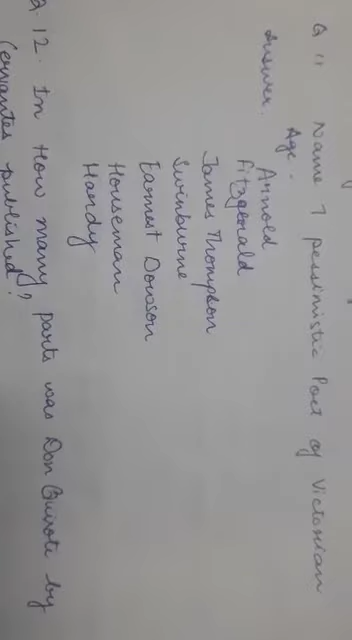 Q 11 Name 7 pessimistic Poet of Victorian
Age.
Answer.
Arnold
Fitzgerald
James Thompson
Swinburne
Earnest Dowson
Houseman
Hardy
Q.12. In How many parts was Don Quixote by
Cervantes published?